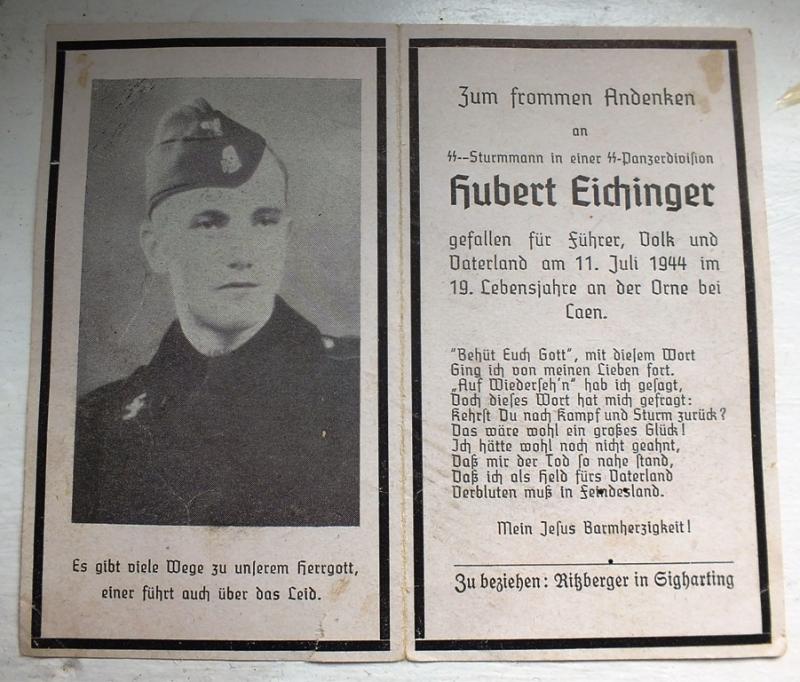 Es gibt viele Wege zu unserem Herrgott,
einer führt auch über das Leid.
Zum frommen Andenken
an
ᛋᛋ--Sturmmann in einer ᛋᛋ-Panzerdivision
Hubert Eichinger
gefallen für Führer, Volk und
Vaterland am 11. Juli 1944 im
19. Lebensjahre an der Orne bei
Caen.
"Behüt Euch Gott", mit diesem Wort
Ging ich von meinen Lieben fort.
„Auf Wiederseh'n" hab ich gesagt,
Doch dieses Wort hat mich gefragt:
Kehrst Du nach Kampf und Sturm zurück?
Das wäre wohl ein großes Glück!
Ich hätte wohl noch nicht geahnt,
Daß mir der Tod so nahe stand,
Daß ich als Held fürs Vaterland
Verbluten muß in Feindesland.
Mein Jesus Barmherzigkeit!
Zu beziehen: Ritzberger in Sigharting